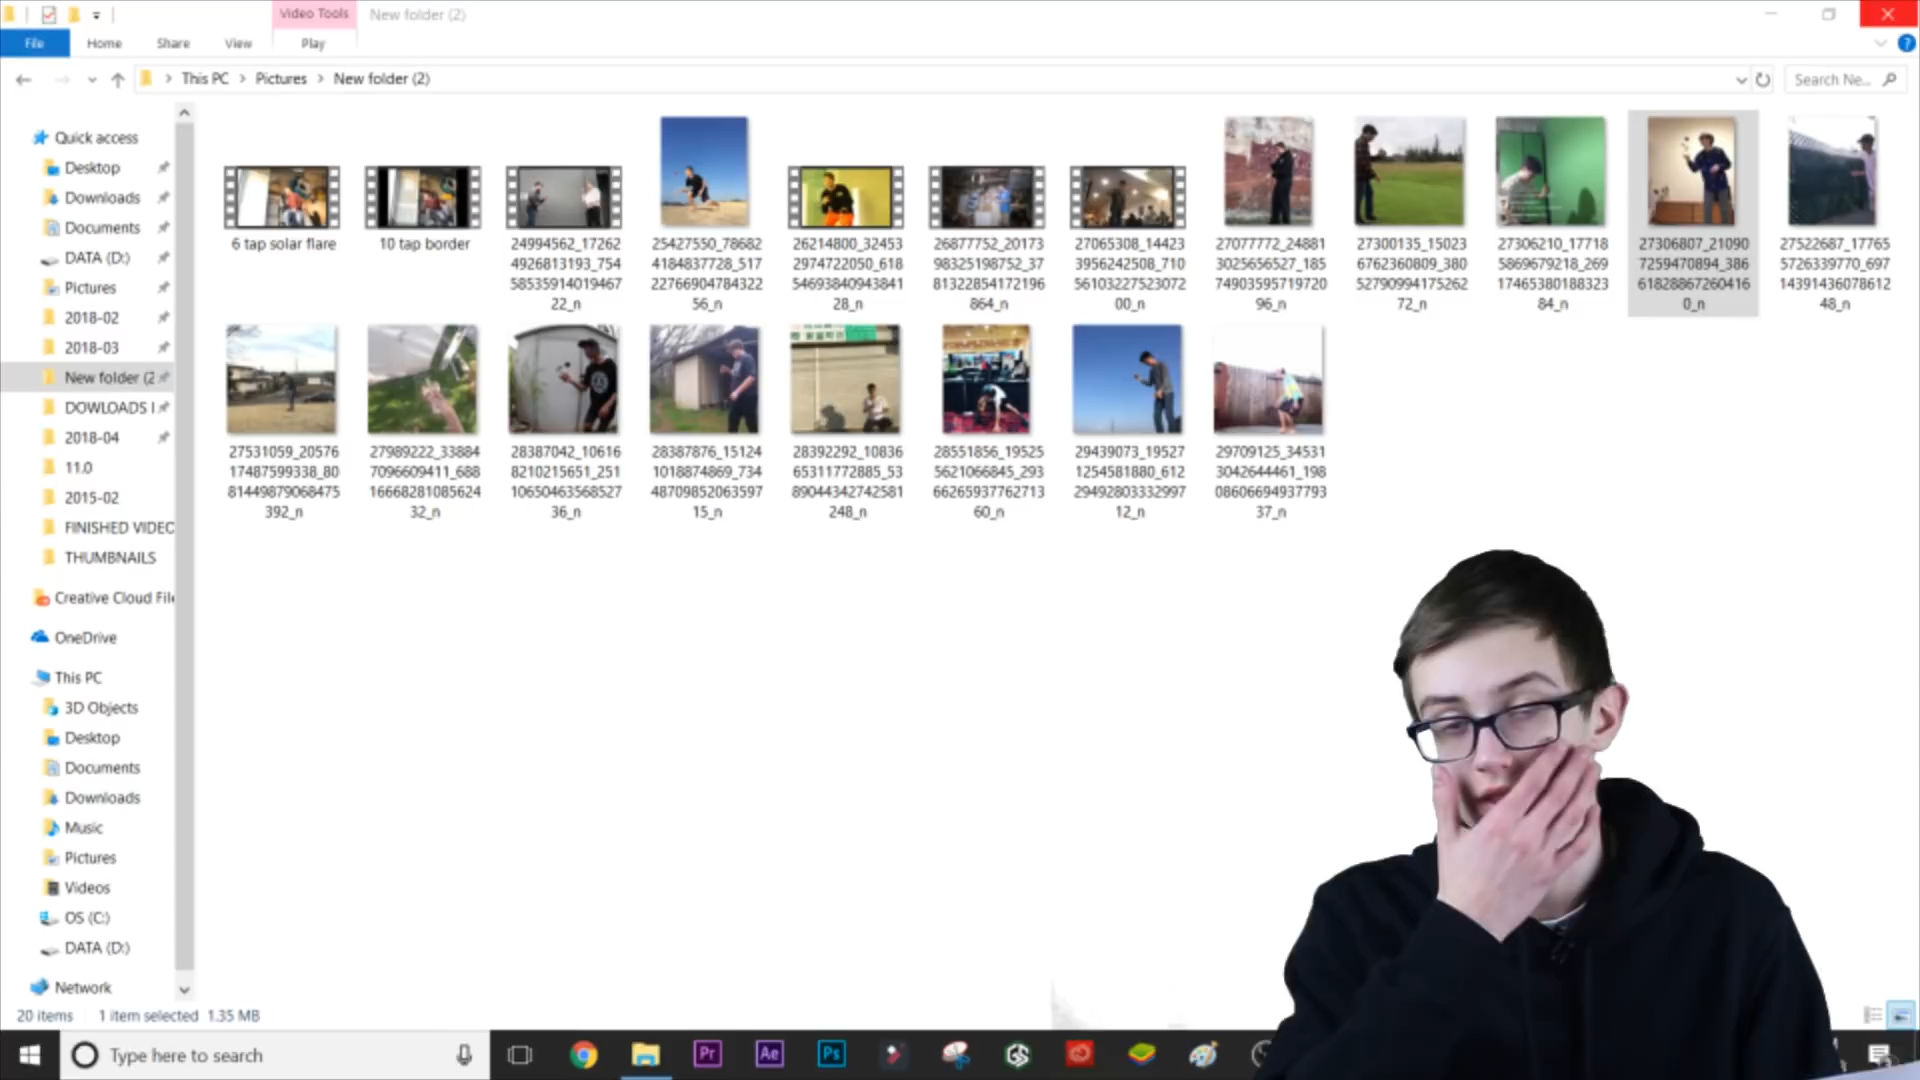 Video Tools
New folder (2)
File
Home
Share
View
Play
This PC
Pictures
New folder (2)
Search Ne...
Quick access
Desktop
Downloads
Documents
DATA (D:)
Pictures
2018-02
2018-03
New folder (2
DOWLOADS I
2018-04
11.0
2015-02
FINISHED VIDEO
THUMBNAILS
Creative Cloud File
OneDrive
This PC
3D Objects
Desktop
Documents
Downloads
Music
Pictures
Videos
OS (C:)
DATA (D:)
Network
6 tap solar flare
10 tap border
24994562_17262
4926813193_754
58535914019467
22_n
25427550_78682
4184837728_517
22766904784322
56_n
26214800_32453
2974722050_618
54693840943841
28_n
26877752_20173
98325198752_37
81322854172196
864_n
27065308_14423
3956242508_710
56103227523072
00_n
27077772_24881
3025656527_185
74903595719720
96_n
27300135_15023
6762360809_380
52790994175262
72_n
27306210_17718
5869679218_269
17465380188323
84_n
27306807_21090
7259470894_386
61828867260416
0_n
27522687_17765
5726339770_697
14391436078612
48_n
27531059_20576
17487599338_80
81449879068475
392_n
27989222_33884
7096609411_688
16668281085624
32_n
28387042_10616
8210215651_251
10650463568527
36_n
28387876_15124
1018874869_734
48709852063597
15_n
28392292_10836
65311772885_53
89044342742581
248_n
28551856_19525
5621066845_293
66265937762713
60_n
29439073_19527
1254581880_612
29492803332997
12_n
29709125_34531
3042644461_198
08606694937793
37_n
20 items
1 item selected 1.35 MB
Type here to search
Pr
Ae
Ps